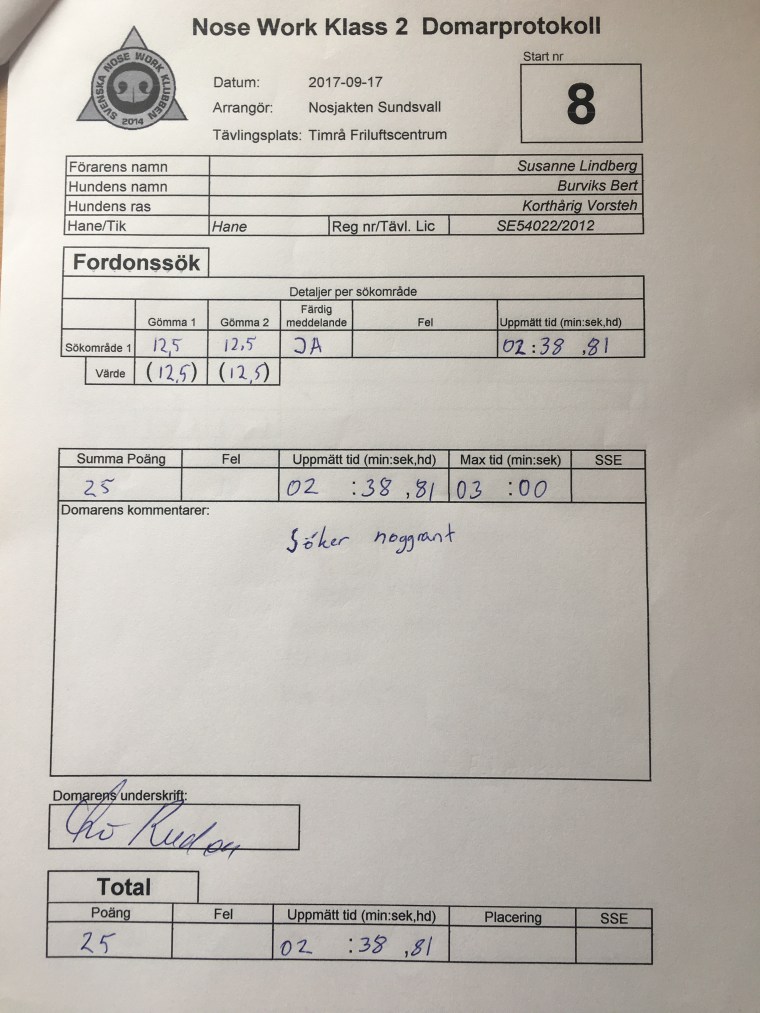 Nose Work Klass 2 Domarprotokoll
SVENSKA NOSE WORK KLUBBEN
2014
Start nr
8
Datum: 2017-09-17
Arrangör: Nosjakten Sundsvall
Tävlingsplats: Timrå Friluftscentrum
Förarens namn Susanne Lindberg
Hundens namn Burviks Bert
Hundens ras Korthårig Vorsteh
Hane/Tik Hane Reg nr/Tävl. Lic SE54022/2012
Fordonssök
Detaljer per sökområde
Gömma 1 Gömma 2 Färdig meddelande Fel Uppmätt tid (min:sek,hd)
Sökområde 1 12,5 12,5 JA 02:38 ,81
Värde (12,5) (12,5)
Summa Poäng Fel Uppmätt tid (min:sek,hd) Max tid (min:sek) SSE
25 02 :38 ,81 03 :00
Domarens kommentarer:
Söker noggrant
Domarens underskrift:
Total
Poäng Fel Uppmätt tid (min:sek,hd) Placering SSE
25 02 :38 ,81